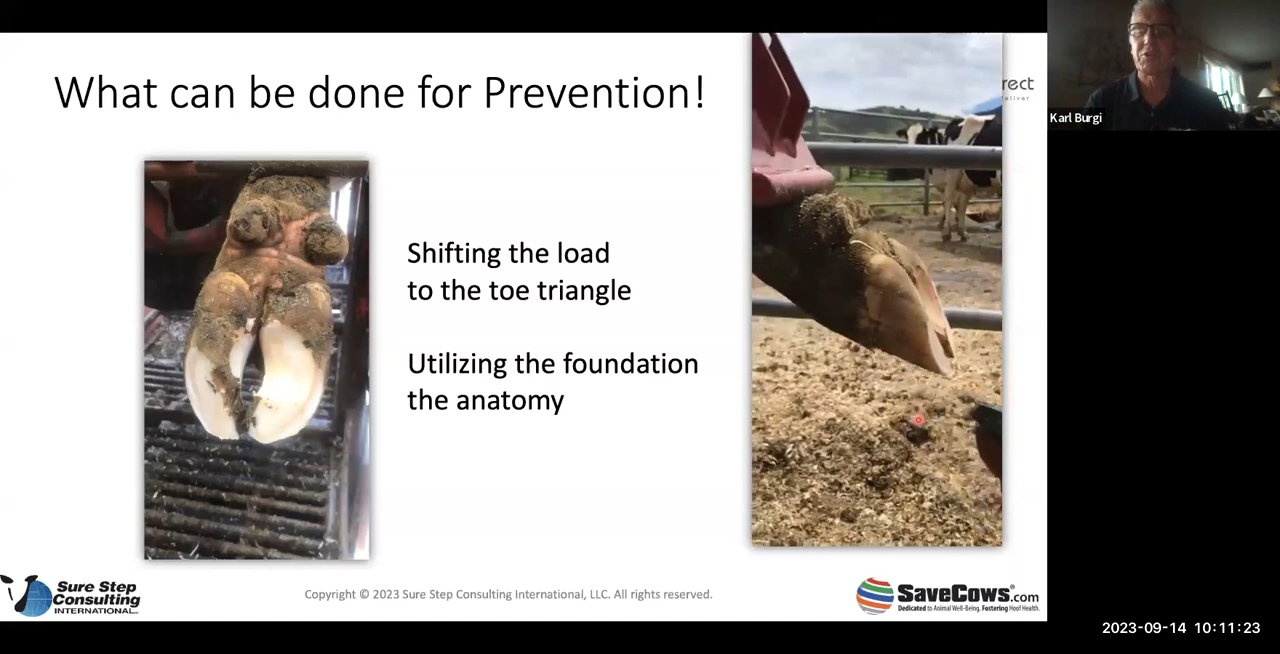 What can be done for Prevention!
rect
eliver
Karl Burgi
Shifting the load
to the toe triangle
Utilizing the foundation
the anatomy
Sure Step
Consulting
INTERNATIONAL
Copyright © 2023 Sure Step Consulting International, LLC. All rights reserved.
SaveCows.com
Dedicated to Animal Well-Being. Fostering Hoof Health.
2023-09-14 10:11:23